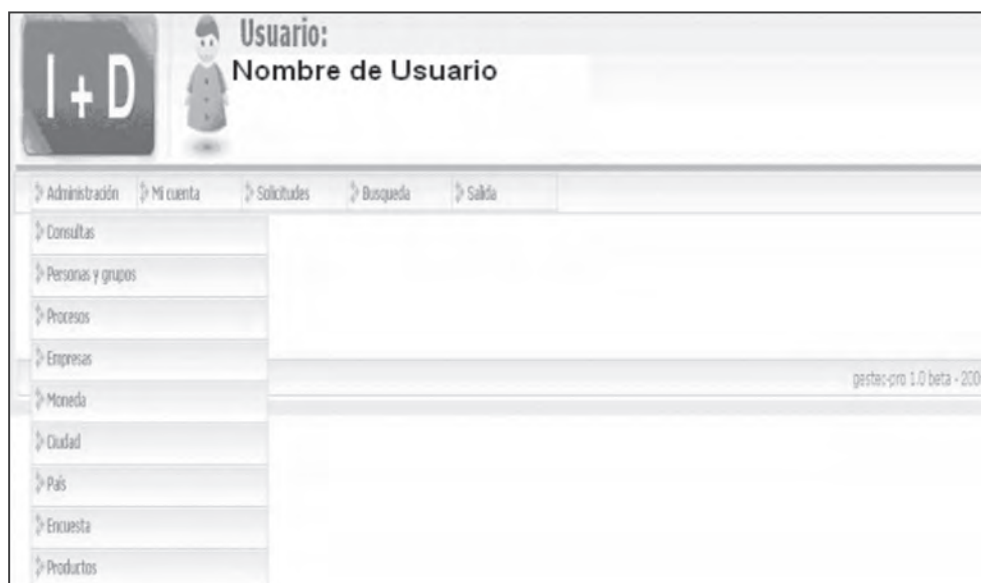 I + D
Usuario:
Nombre de Usuario
Administración Mi cuenta Solicitudes Busqueda Salida
Consultas
Personas y grupos
Procesos
Empresas
gestec-pro 1.0 beta - 200
Moneda
Ciudad
País
Encuesta
Productos